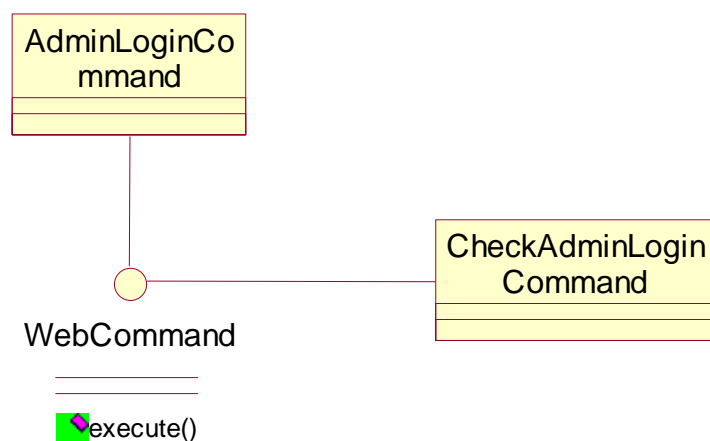 AdminLoginCo
mmand
CheckAdminLogin
Command
WebCommand
execute()